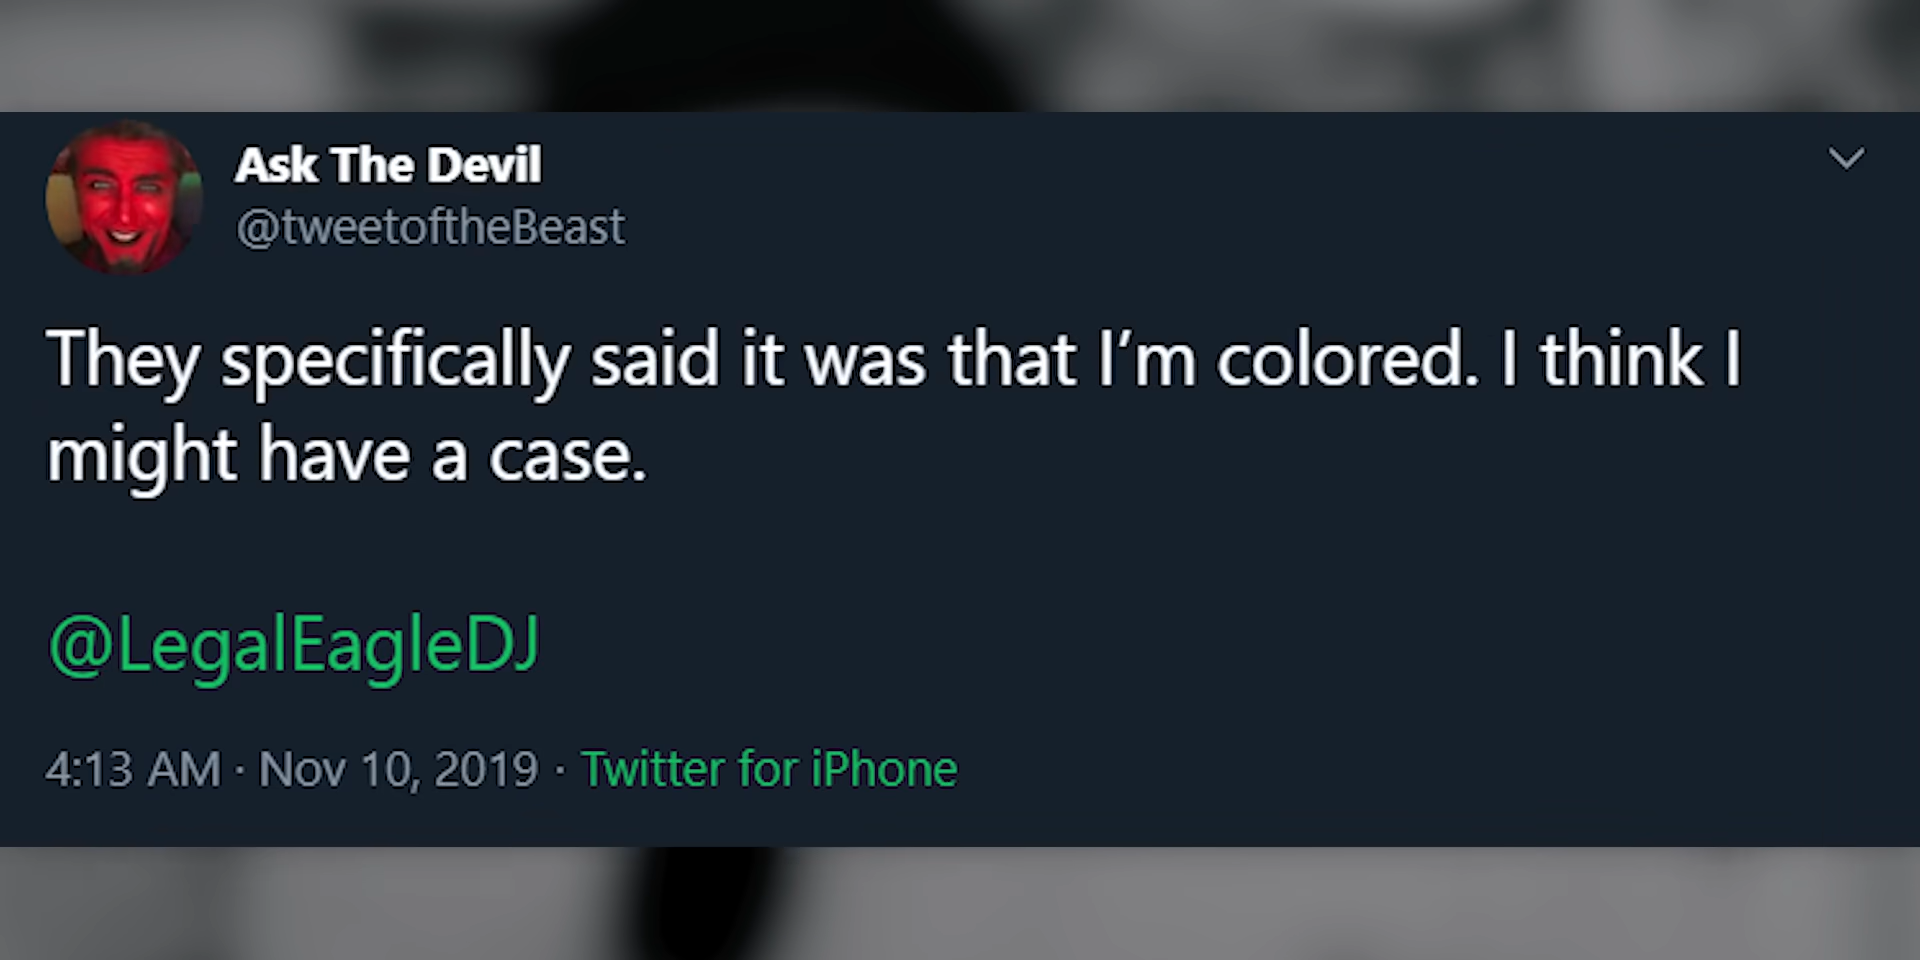 Ask The Devil
@tweetoftheBeast
They specifically said it was that I’m colored. I think I
might have a case.
@LegalEagleDJ
4:13 AM · Nov 10, 2019 · Twitter for iPhone